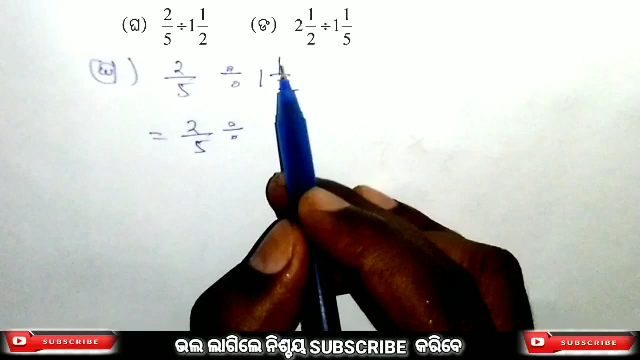 (ଘ) 2/5 ÷ 1 1/2 (ଙ) 2 1/2 ÷ 1 1/5
(ଘ) 2/5 ÷ 1
= 2/5 ÷
SUBSCRIBE ଭଲ ଲାଗିଲେ ନିଶ୍ଚୟ SUBSCRIBE କରିବେ SUBSCRIBE